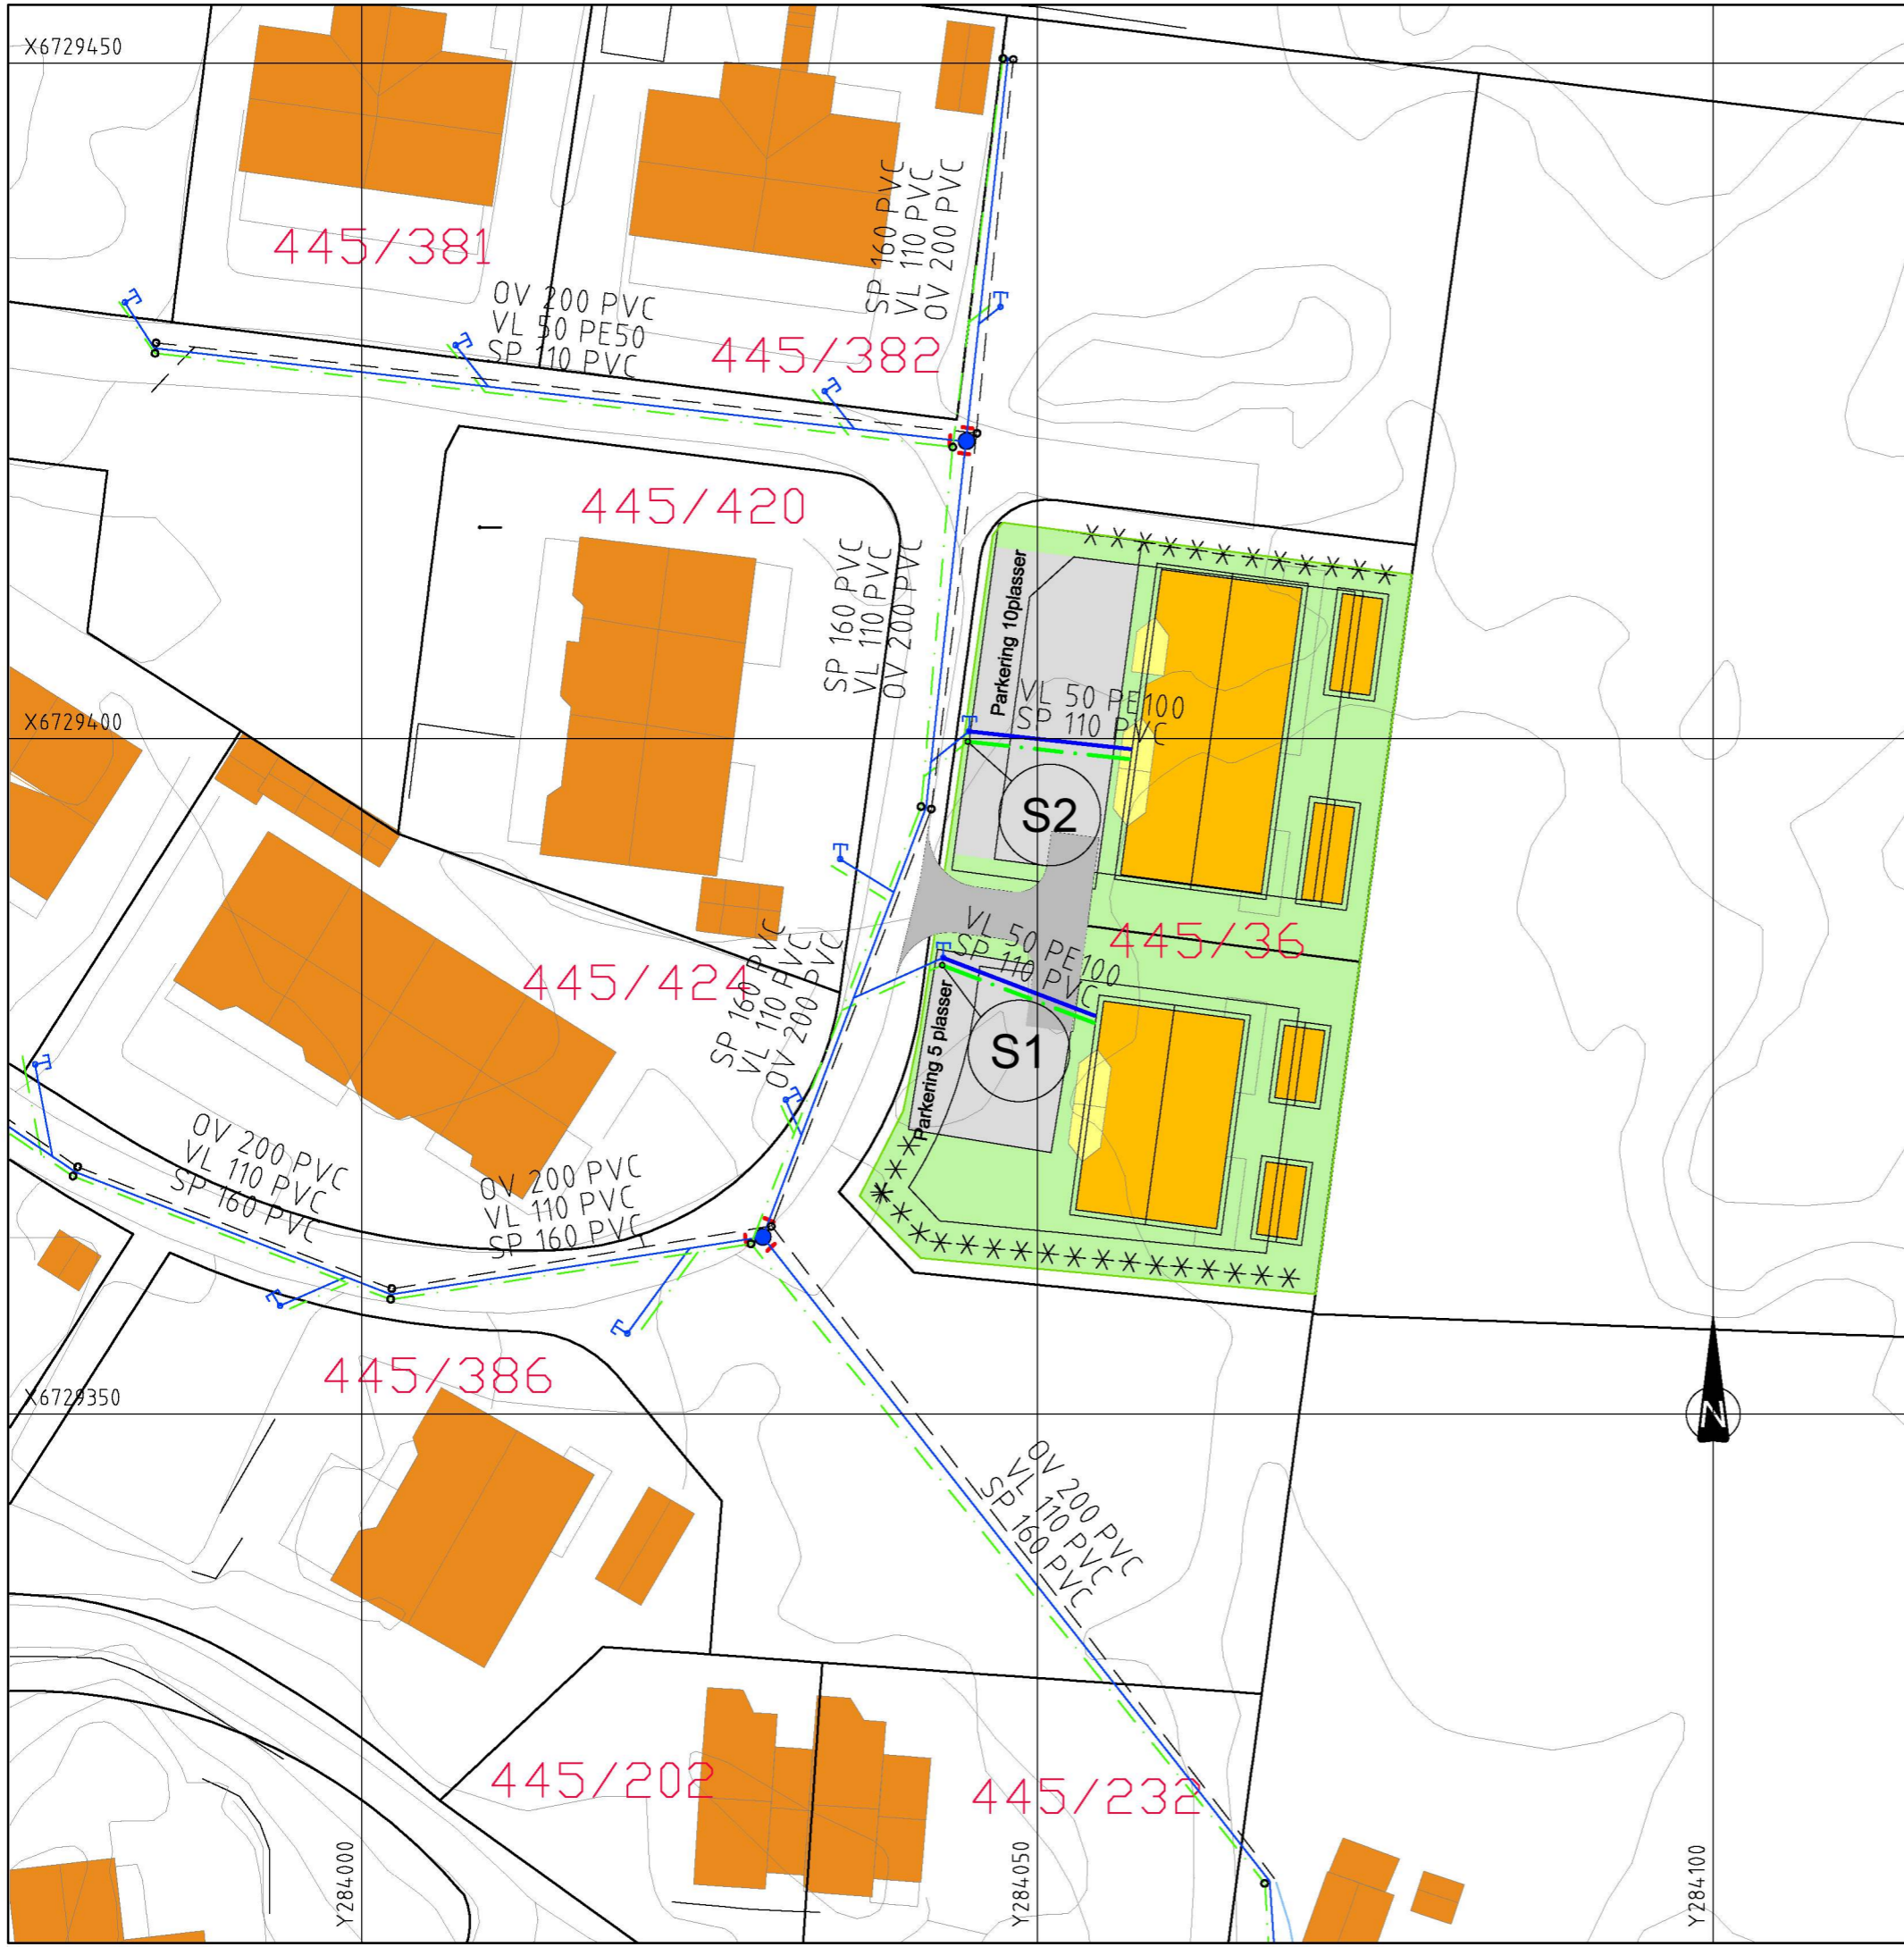 X6729450
SP 160 PVC
VL 110 PVC
OV 200 PVC
445/381
OV 200 PVC
VL 50 PE50
SP 110 PVC
445/382
445/420
SP 160 PVC
VL 110 PVC
OV 200 PVC
Parkering 10plasser
VL 50 PE100
SP 110 PVC
X6729400
S2
VL 50 PE100
SP 110 PVC
445/36
445/424
SP 160 PVC
VL 110 PVC
OV 200 PVC
Parkering 5 plasser
S1
OV 200 PVC
VL 110 PVC
SP 160 PVC
OV 200 PVC
VL 110 PVC
SP 160 PVC
445/386
X6729350
N
OV 200 PVC
VL 110 PVC
SP 160 PVC
445/202
445/232
Y284000
Y284050
Y284100